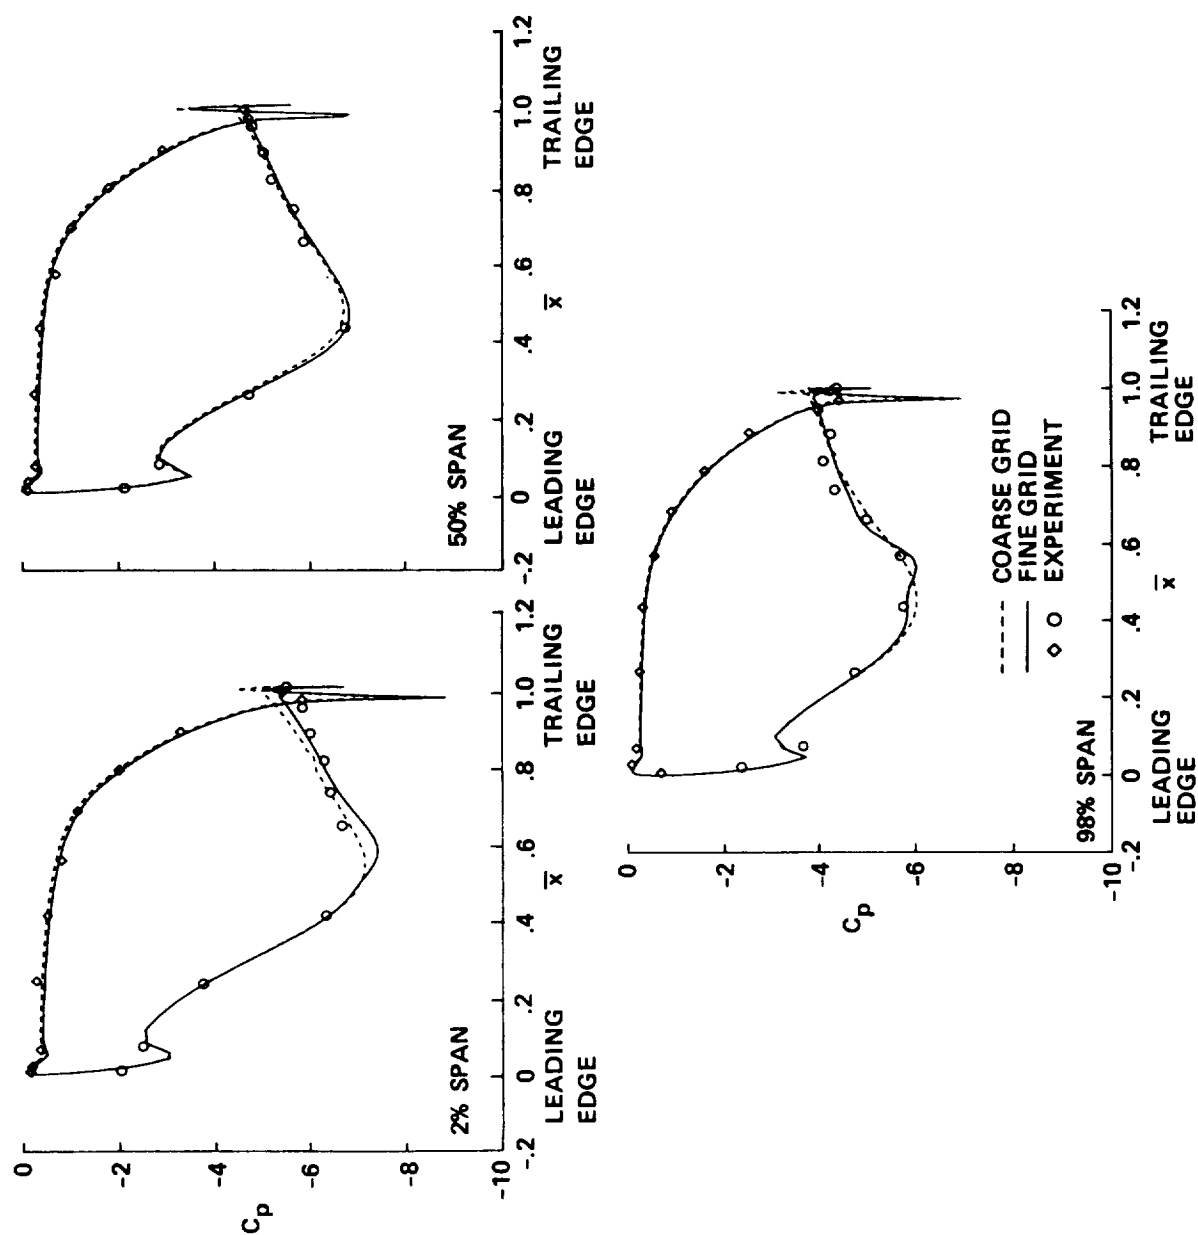 0
-2
-4
-6
-8
-10
C_p
2% SPAN
-.2 0 .2 .4 .6 .8 1.0 1.2
LEADING EDGE
x̅
TRAILING EDGE
50% SPAN
-.2 0 .2 .4 .6 .8 1.0 1.2
LEADING EDGE
x̅
TRAILING EDGE
0
-2
-4
-6
-8
-10
C_p
98% SPAN
COARSE GRID
FINE GRID
EXPERIMENT
-.2 0 .2 .4 .6 .8 1.0 1.2
LEADING EDGE
x̅
TRAILING EDGE